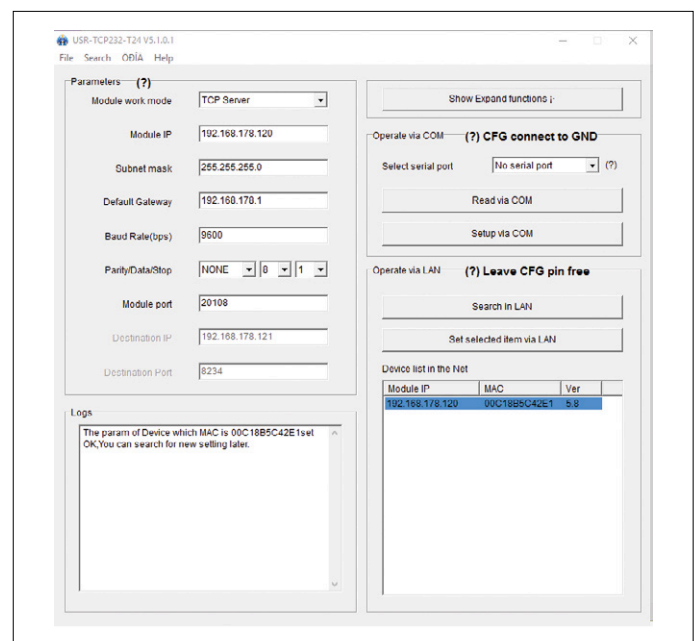 USR-TCP232-T24 V5.1.0.1
File Search OÐÍÀ Help
Parameters (?)
Module work mode TCP Server
Module IP 192.168.178.120
Subnet mask 255.255.255.0
Default Gateway 192.168.178.1
Baud Rate(bps) 9600
Parity/Data/Stop NONE 8 1
Module port 20108
Destination IP 192.168.178.121
Destination Port 8234
Logs
The param of Device which MAC is 00C18B5C42E1set
OK,You can search for new setting later.
Show Expand functions ¡·
Operate via COM (?) CFG connect to GND
Select serial port No serial port (?)
Read via COM
Setup via COM
Operate via LAN (?) Leave CFG pin free
Search in LAN
Set selected item via LAN
Device list in the Net
Module IP MAC Ver
192.168.178.120 00C18B5C42E1 5.8